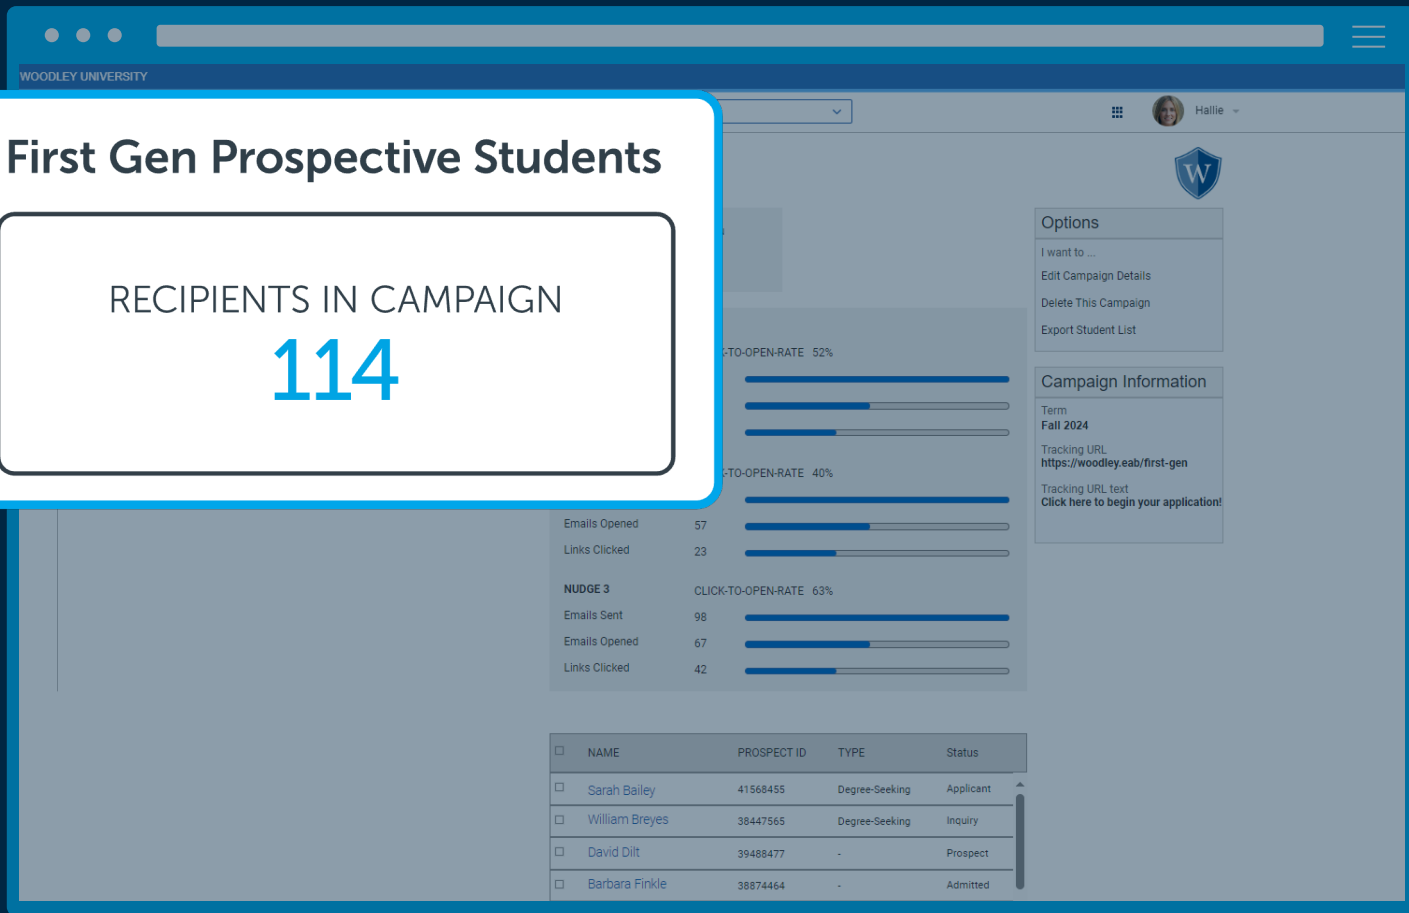 WOODLEY UNIVERSITY
Hallie
First Gen Prospective Students
RECIPIENTS IN CAMPAIGN
114
W
Options
I want to ...
Edit Campaign Details
Delete This Campaign
Export Student List
-TO-OPEN-RATE 52%
Campaign Information
Term
Fall 2024
Tracking URL
https://woodley.eab/first-gen
Tracking URL text
Click here to begin your application!
-TO-OPEN-RATE 40%
Emails Opened 57
Links Clicked 23
NUDGE 3 CLICK-TO-OPEN-RATE 63%
Emails Sent 98
Emails Opened 67
Links Clicked 42
NAME PROSPECT ID TYPE Status
Sarah Bailey 41568455 Degree-Seeking Applicant
William Breyes 38447565 Degree-Seeking Inquiry
David Dilt 39488477 - Prospect
Barbara Finkle 38874464 - Admitted